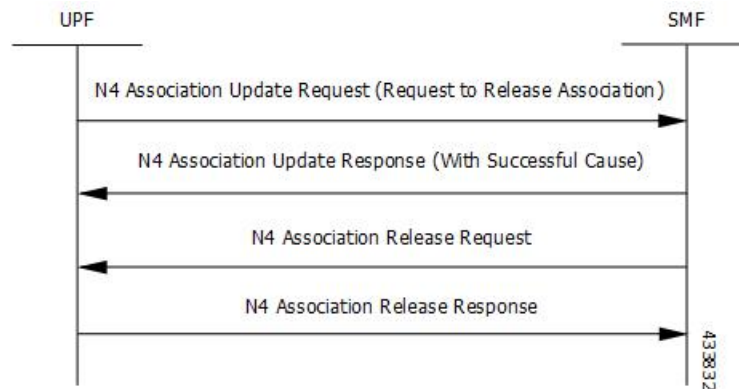 UPF
SMF
N4 Association Update Request (Request to Release Association)
N4 Association Update Response (With Successful Cause)
N4 Association Release Request
N4 Association Release Response
433832